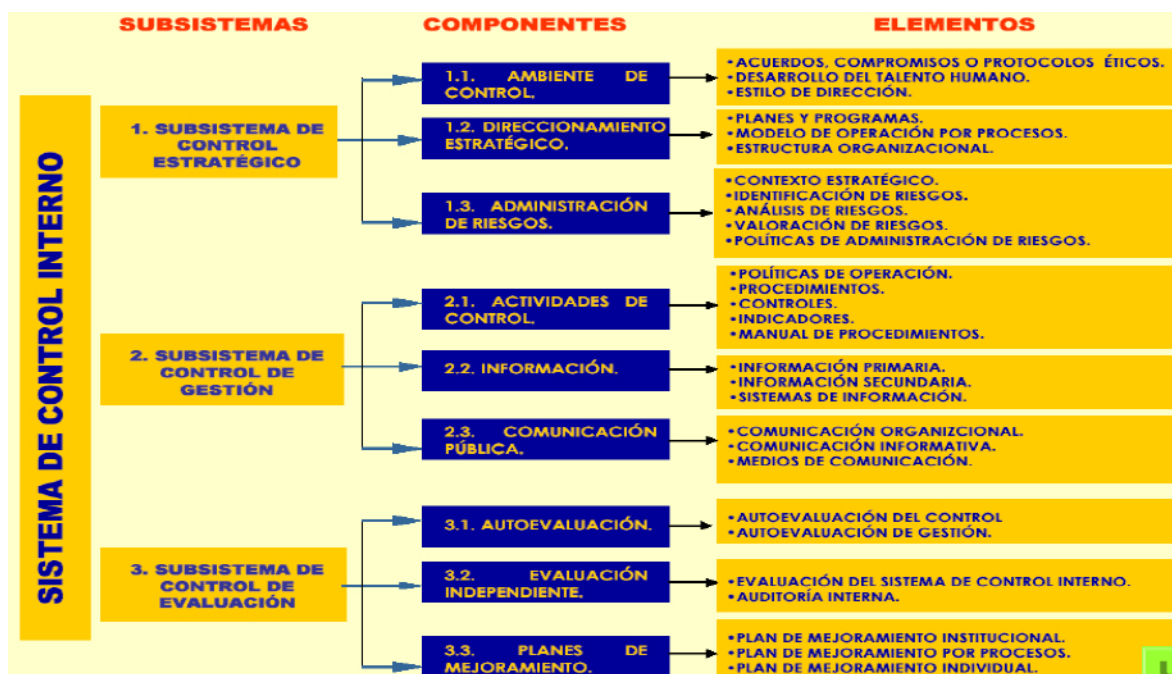 SUBSISTEMAS
COMPONENTES
ELEMENTOS
SISTEMA DE CONTROL INTERNO
1. SUBSISTEMA DE
CONTROL
ESTRATÉGICO
1.1. AMBIENTE DE
CONTROL.
•ACUERDOS, COMPROMISOS O PROTOCOLOS ÉTICOS.
•DESARROLLO DEL TALENTO HUMANO.
•ESTILO DE DIRECCIÓN.
1.2. DIRECCIONAMIENTO
ESTRATÉGICO.
•PLANES Y PROGRAMAS.
•MODELO DE OPERACIÓN POR PROCESOS.
•ESTRUCTURA ORGANIZACIONAL.
1.3. ADMINISTRACIÓN
DE RIESGOS.
•CONTEXTO ESTRATÉGICO.
•IDENTIFICACIÓN DE RIESGOS.
•ANÁLISIS DE RIESGOS.
•VALORACIÓN DE RIESGOS.
•POLÍTICAS DE ADMINISTRACIÓN DE RIESGOS.
2. SUBSISTEMA DE
CONTROL DE
GESTIÓN
2.1. ACTIVIDADES DE
CONTROL.
•POLÍTICAS DE OPERACIÓN.
•PROCEDIMIENTOS.
•CONTROLES.
•INDICADORES.
•MANUAL DE PROCEDIMIENTOS.
2.2. INFORMACIÓN.
•INFORMACIÓN PRIMARIA.
•INFORMACIÓN SECUNDARIA.
•SISTEMAS DE INFORMACIÓN.
2.3. COMUNICACIÓN
PÚBLICA.
•COMUNICACIÓN ORGANIZCIONAL.
•COMUNICACIÓN INFORMATIVA.
•MEDIOS DE COMUNICACIÓN.
3. SUBSISTEMA DE
CONTROL DE
EVALUACIÓN
3.1. AUTOEVALUACIÓN.
•AUTOEVALUACIÓN DEL CONTROL
•AUTOEVALUACIÓN DE GESTIÓN.
3.2. EVALUACIÓN
INDEPENDIENTE.
•EVALUACIÓN DEL SISTEMA DE CONTROL INTERNO.
•AUDITORÍA INTERNA.
3.3. PLANES DE
MEJORAMIENTO.
•PLAN DE MEJORAMIENTO INSTITUCIONAL.
•PLAN DE MEJORAMIENTO POR PROCESOS.
•PLAN DE MEJORAMIENTO INDIVIDUAL.